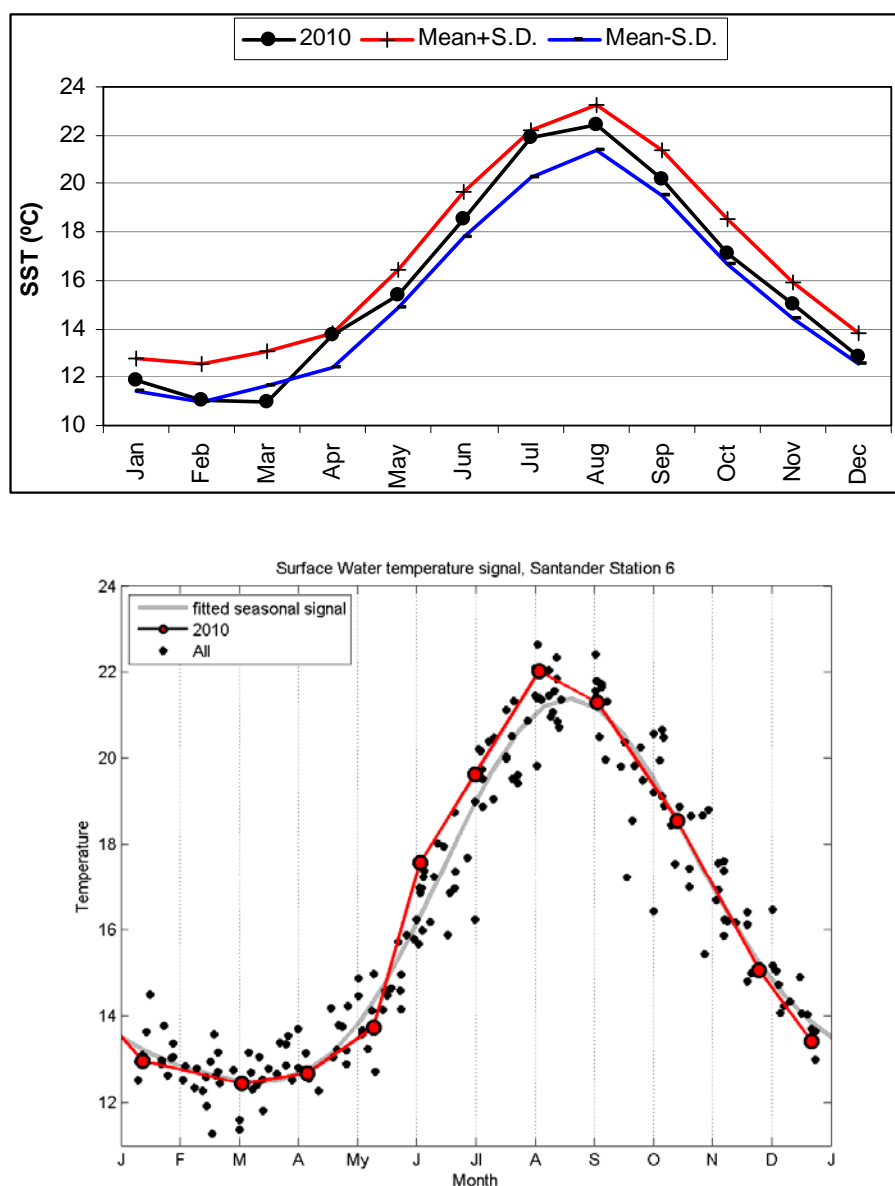 2010 Mean+S.D. Mean-S.D.
24
22
20
18
16
14
12
10
SST (ºC)
Jan Feb Mar Apr May Jun Jul Aug Sep Oct Nov Dec
Surface Water temperature signal, Santander Station 6
fitted seasonal signal
2010
All
24
22
20
18
16
14
12
Temperature
J F M A My J Jl A S O N D J
Month